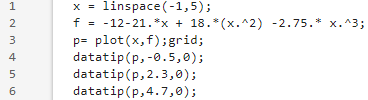 1 x = linspace(-1,5);
2 f = -12-21.*x + 18.*(x.^2) -2.75.* x.^3;
3 p= plot(x,f);grid;
4 datatip(p,-0.5,0);
5 datatip(p,2.3,0);
6 datatip(p,4.7,0);